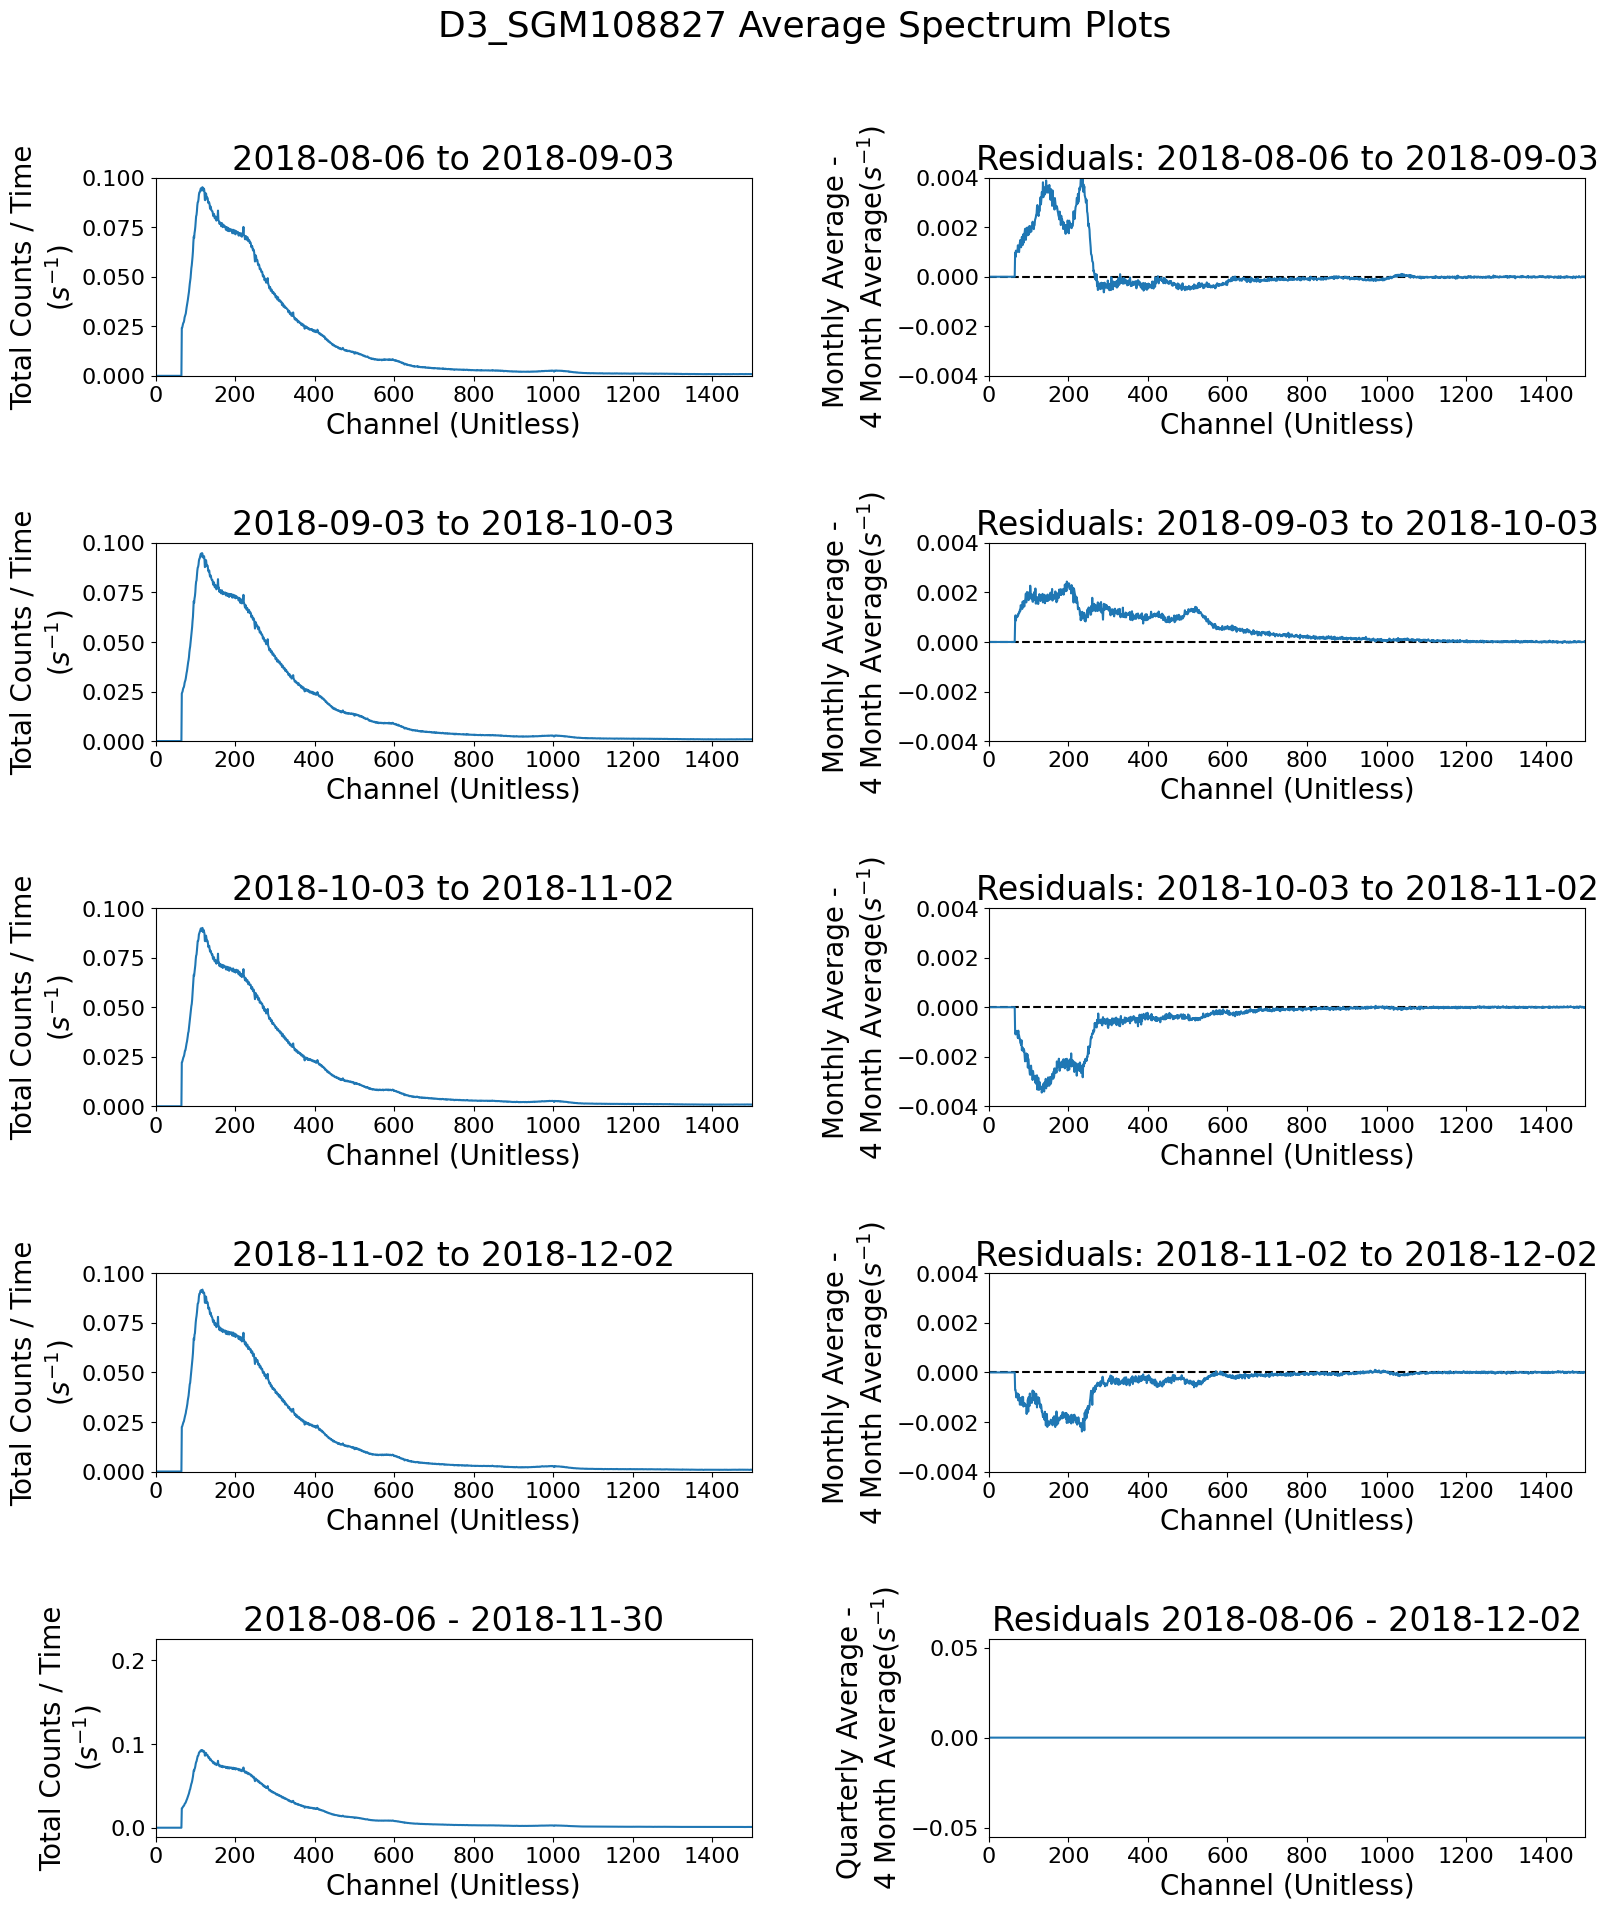 D3_SGM108827 Average Spectrum Plots
2018-08-06 to 2018-09-03
Total Counts / Time
(s⁻¹)
0.100
0.075
0.050
0.025
0.000
0 200 400 600 800 1000 1200 1400
Channel (Unitless)
Residuals: 2018-08-06 to 2018-09-03
Monthly Average -
4 Month Average(s⁻¹)
0.004
0.002
0.000
−0.002
−0.004
0 200 400 600 800 1000 1200 1400
Channel (Unitless)
2018-09-03 to 2018-10-03
Total Counts / Time
(s⁻¹)
0.100
0.075
0.050
0.025
0.000
0 200 400 600 800 1000 1200 1400
Channel (Unitless)
Residuals: 2018-09-03 to 2018-10-03
Monthly Average -
4 Month Average(s⁻¹)
0.004
0.002
0.000
−0.002
−0.004
0 200 400 600 800 1000 1200 1400
Channel (Unitless)
2018-10-03 to 2018-11-02
Total Counts / Time
(s⁻¹)
0.100
0.075
0.050
0.025
0.000
0 200 400 600 800 1000 1200 1400
Channel (Unitless)
Residuals: 2018-10-03 to 2018-11-02
Monthly Average -
4 Month Average(s⁻¹)
0.004
0.002
0.000
−0.002
−0.004
0 200 400 600 800 1000 1200 1400
Channel (Unitless)
2018-11-02 to 2018-12-02
Total Counts / Time
(s⁻¹)
0.100
0.075
0.050
0.025
0.000
0 200 400 600 800 1000 1200 1400
Channel (Unitless)
Residuals: 2018-11-02 to 2018-12-02
Monthly Average -
4 Month Average(s⁻¹)
0.004
0.002
0.000
−0.002
−0.004
0 200 400 600 800 1000 1200 1400
Channel (Unitless)
2018-08-06 - 2018-11-30
Total Counts / Time
(s⁻¹)
0.2
0.1
0.0
0 200 400 600 800 1000 1200 1400
Channel (Unitless)
Residuals 2018-08-06 - 2018-12-02
Quarterly Average -
4 Month Average(s⁻¹)
0.05
0.00
−0.05
0 200 400 600 800 1000 1200 1400
Channel (Unitless)